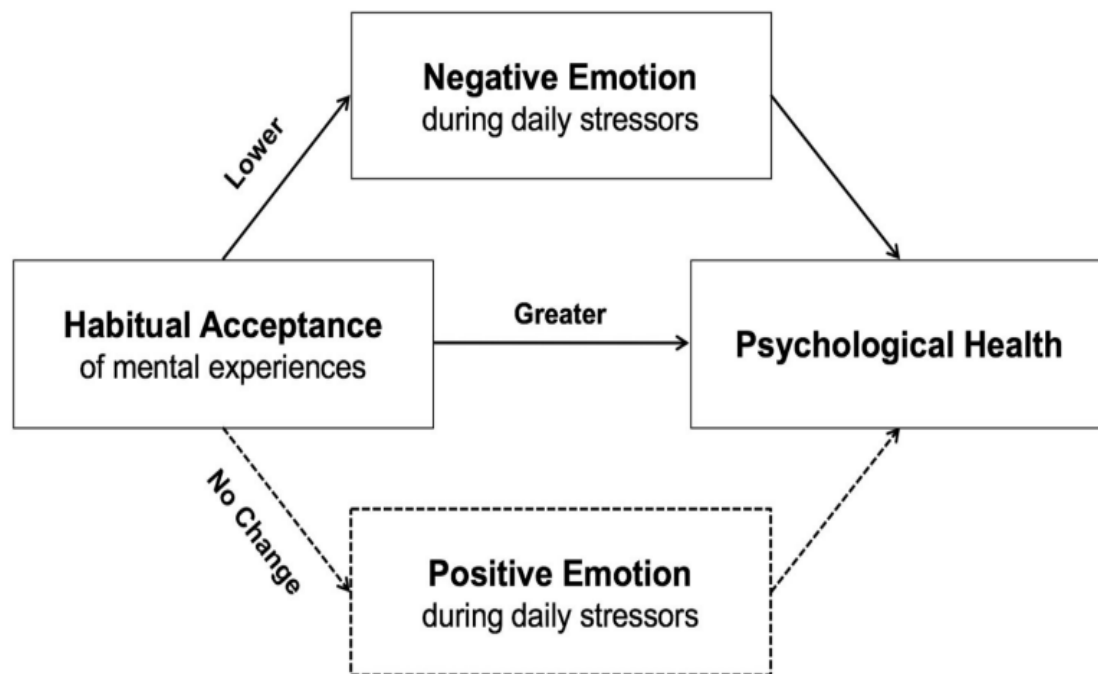 Negative Emotion
during daily stressors
Lower
Habitual Acceptance
of mental experiences
Greater
Psychological Health
No Change
Positive Emotion
during daily stressors